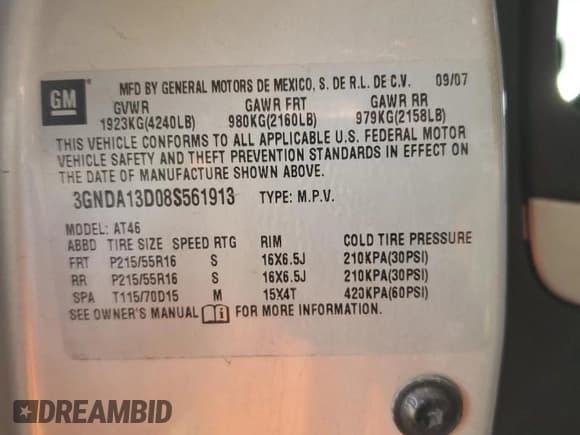 GM
MFD BY GENERAL MOTORS DE MEXICO, S. DE R.L. DE C.V. 09/07
GVWR GAWR FRT GAWR RR
1923KG(4240LB) 980KG(2160LB) 979KG(2158LB)
THIS VEHICLE CONFORMS TO ALL APPLICABLE U.S. FEDERAL MOTOR
VEHICLE SAFETY AND THEFT PREVENTION STANDARDS IN EFFECT ON
THE DATE OF MANUFACTURE SHOWN ABOVE.
3GNDA13D08S561913 TYPE: M.P.V.
MODEL: AT46
ABBD TIRE SIZE SPEED RTG RIM COLD TIRE PRESSURE
FRT P215/55R16 S 16X6.5J 210KPA(30PSI)
RR P215/55R16 S 16X6.5J 210KPA(30PSI)
SPA T115/70D15 M 15X4T 420KPA(60PSI)
SEE OWNER'S MANUAL FOR MORE INFORMATION.
DREAMBID